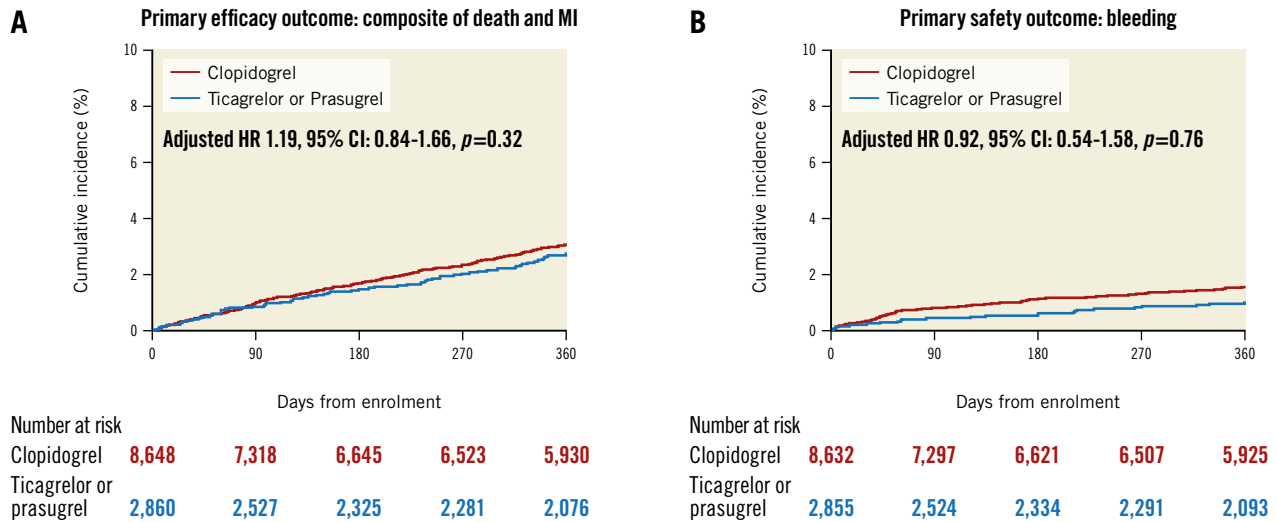 A
Primary efficacy outcome: composite of death and MI
Cumulative incidence (%)
10
8
6
4
2
0
Clopidogrel
Ticagrelor or Prasugrel
Adjusted HR 1.19, 95% CI: 0.84-1.66, p=0.32
0 90 180 270 360
Days from enrolment
Number at risk
Clopidogrel 8,648 7,318 6,645 6,523 5,930
Ticagrelor or
prasugrel 2,860 2,527 2,325 2,281 2,076
B
Primary safety outcome: bleeding
Cumulative incidence (%)
10
8
6
4
2
0
Clopidogrel
Ticagrelor or Prasugrel
Adjusted HR 0.92, 95% CI: 0.54-1.58, p=0.76
0 90 180 270 360
Days from enrolment
Number at risk
Clopidogrel 8,632 7,297 6,621 6,507 5,925
Ticagrelor or
prasugrel 2,855 2,524 2,334 2,291 2,093